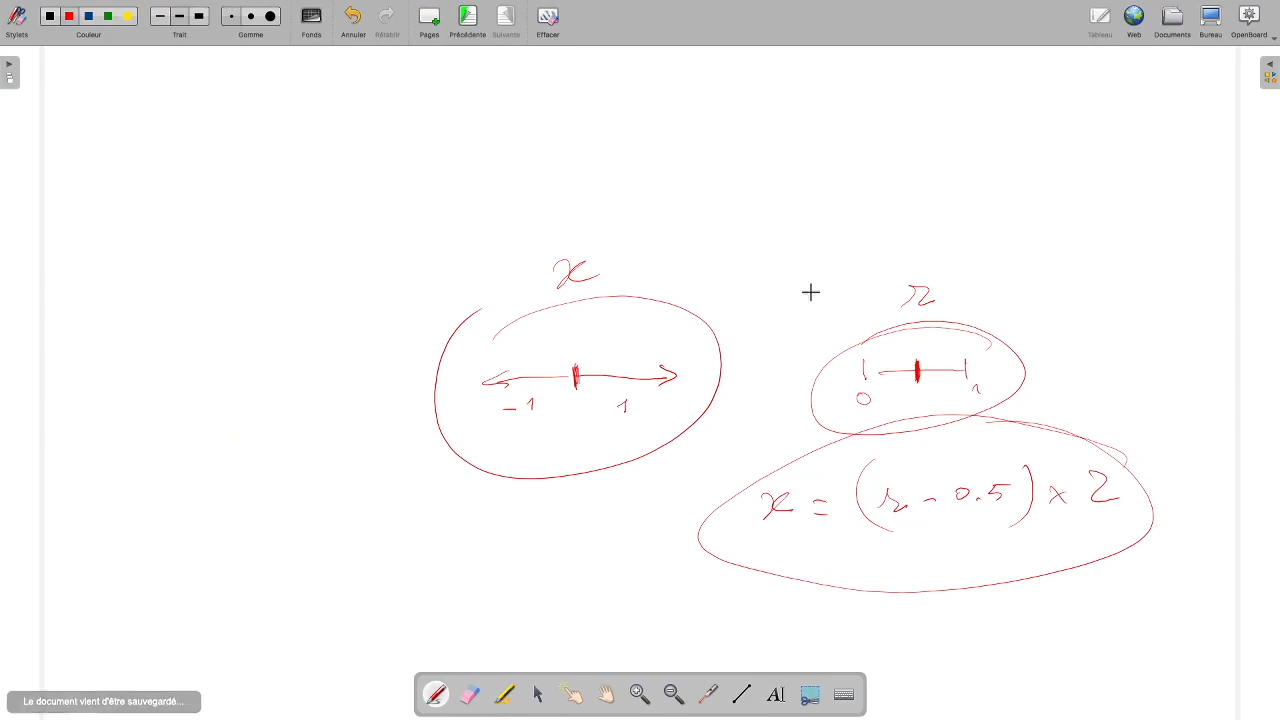 Stylets Couleur Trait Gomme Fonds Annuler Rétablir Pages Précédente Suivante Effacer Tableau Web Documents Bureau OpenBoard
x
r
-1 1
0 1
x = (r - 0.5) × 2
Le document vient d'être sauvegardé...